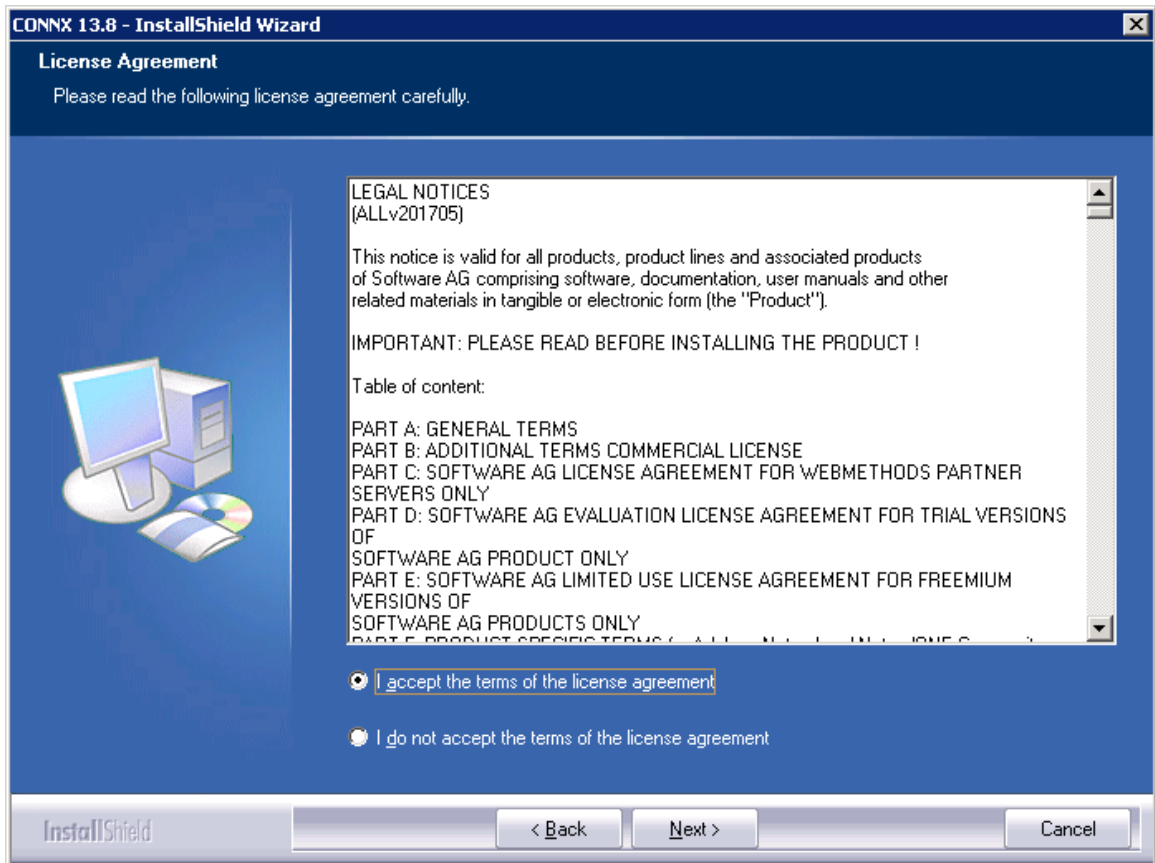 CONNX 13.8 - InstallShield Wizard
License Agreement
Please read the following license agreement carefully.
LEGAL NOTICES
(ALLv201705)
This notice is valid for all products, product lines and associated products
of Software AG comprising software, documentation, user manuals and other
related materials in tangible or electronic form (the "Product").
IMPORTANT: PLEASE READ BEFORE INSTALLING THE PRODUCT !
Table of content:
PART A: GENERAL TERMS
PART B: ADDITIONAL TERMS COMMERCIAL LICENSE
PART C: SOFTWARE AG LICENSE AGREEMENT FOR WEBMETHODS PARTNER
SERVERS ONLY
PART D: SOFTWARE AG EVALUATION LICENSE AGREEMENT FOR TRIAL VERSIONS
OF
SOFTWARE AG PRODUCT ONLY
PART E: SOFTWARE AG LIMITED USE LICENSE AGREEMENT FOR FREEMIUM
VERSIONS OF
SOFTWARE AG PRODUCTS ONLY
I accept the terms of the license agreement
I do not accept the terms of the license agreement
InstallShield
< Back
Next >
Cancel